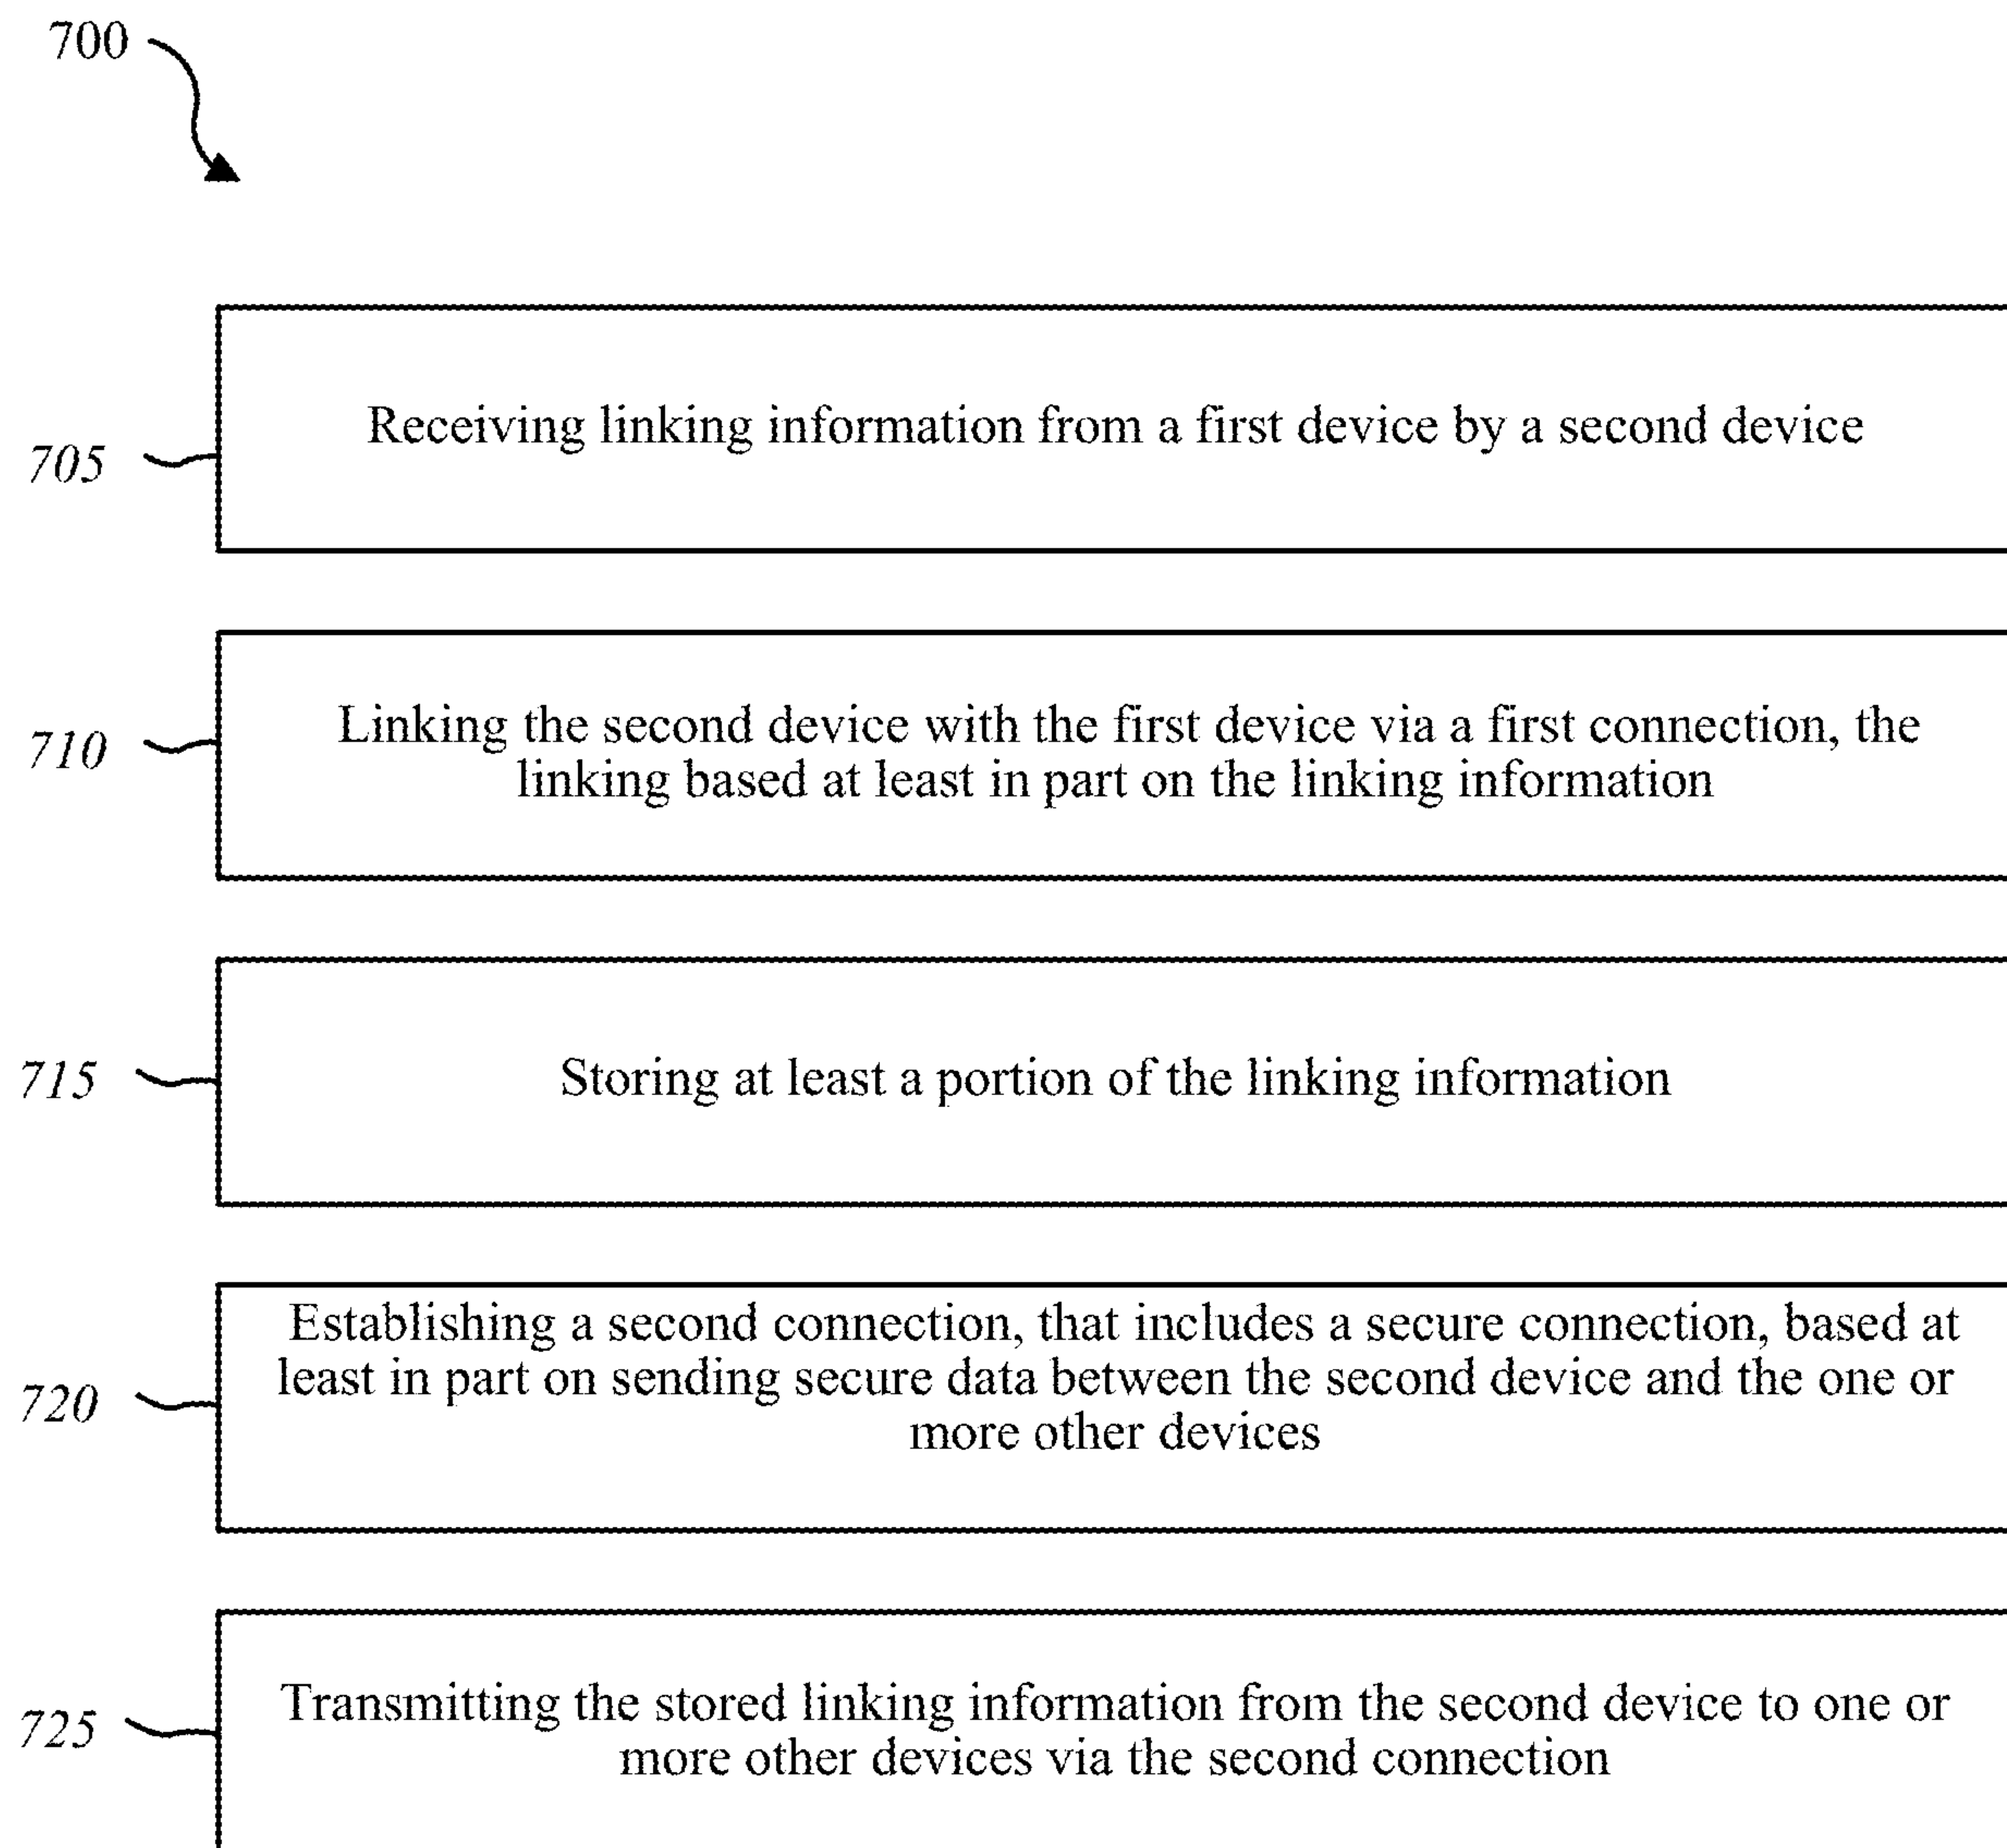 700
705
Receiving linking information from a first device by a second device
710
Linking the second device with the first device via a first connection, the
linking based at least in part on the linking information
715
Storing at least a portion of the linking information
720
Establishing a second connection, that includes a secure connection, based at
least in part on sending secure data between the second device and the one or
more other devices
725
Transmitting the stored linking information from the second device to one or
more other devices via the second connection